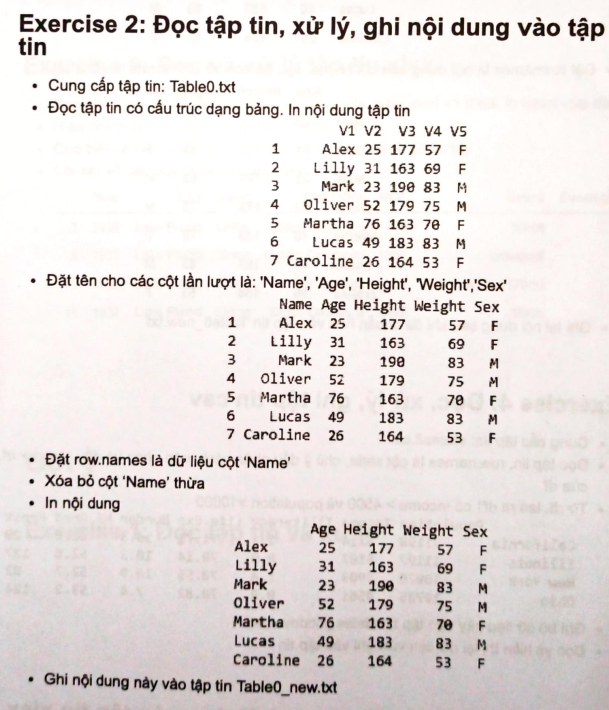 Exercise 2: Đọc tập tin, xử lý, ghi nội dung vào tập
tin
• Cung cấp tập tin: Table0.txt
• Đọc tập tin có cấu trúc dạng bảng. In nội dung tập tin
V1 V2 V3 V4 V5
1 Alex 25 177 57 F
2 Lilly 31 163 69 F
3 Mark 23 190 83 M
4 Oliver 52 179 75 M
5 Martha 76 163 70 F
6 Lucas 49 183 83 M
7 Caroline 26 164 53 F
• Đặt tên cho các cột lần lượt là: 'Name', 'Age', 'Height', 'Weight','Sex'
Name Age Height Weight Sex
1 Alex 25 177 57 F
2 Lilly 31 163 69 F
3 Mark 23 190 83 M
4 Oliver 52 179 75 M
5 Martha 76 163 70 F
6 Lucas 49 183 83 M
7 Caroline 26 164 53 F
• Đặt row.names là dữ liệu cột 'Name'
• Xóa bỏ cột 'Name' thừa
• In nội dung
Age Height Weight Sex
Alex 25 177 57 F
Lilly 31 163 69 F
Mark 23 190 83 M
Oliver 52 179 75 M
Martha 76 163 70 F
Lucas 49 183 83 M
Caroline 26 164 53 F
• Ghi nội dung này vào tập tin Table0_new.txt